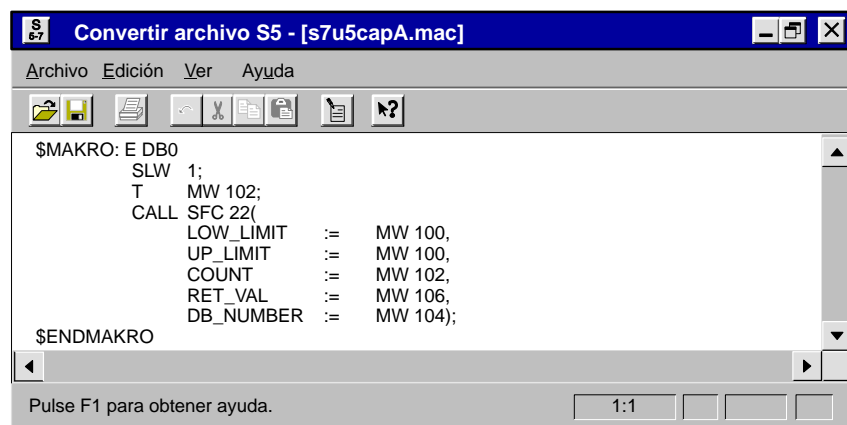 S
5-7
Convertir archivo S5 - [s7u5capA.mac]
Archivo Edición Ver Ayuda
$MAKRO: E DB0
SLW 1;
T MW 102;
CALL SFC 22(
LOW_LIMIT := MW 100,
UP_LIMIT := MW 100,
COUNT := MW 102,
RET_VAL := MW 106,
DB_NUMBER := MW 104);
$ENDMAKRO
Pulse F1 para obtener ayuda. 1:1